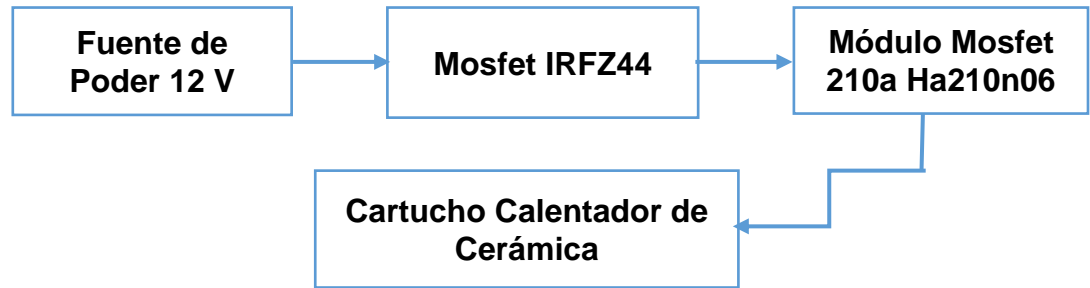 Fuente de
Poder 12 V
Mosfet IRFZ44
Módulo Mosfet
210a Ha210n06
Cartucho Calentador de
Cerámica